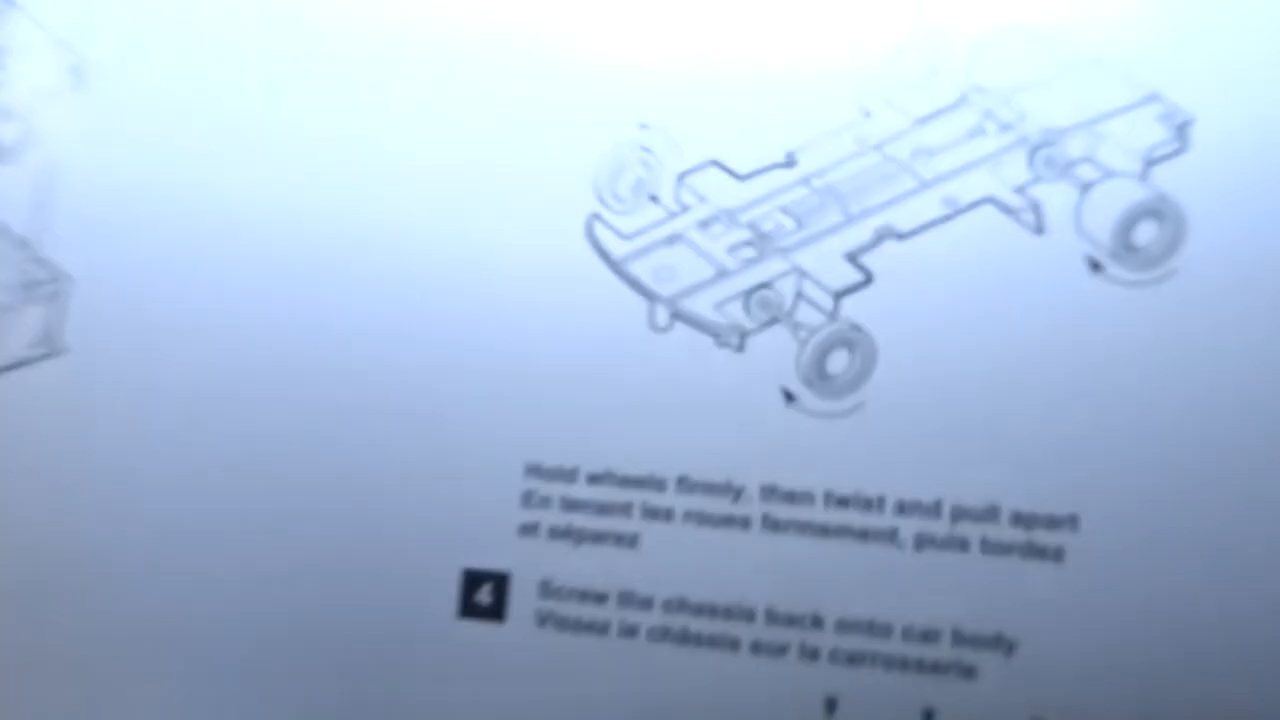 Hold wheels firmly, then twist and pull apart
En tenant les roues fermement, puis tordez
et séparez
4
Screw the chassis back onto car body
Vissez le châssis sur la carrosserie